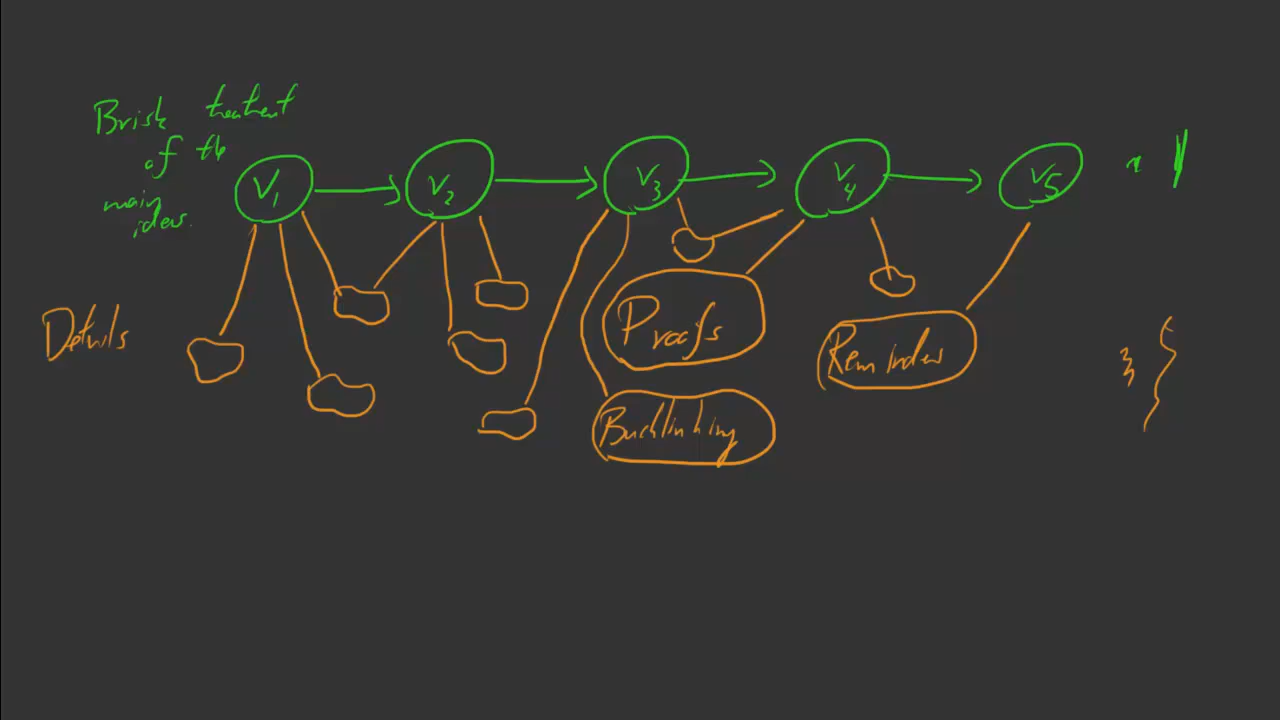 Brisk treatment
of the
main
ideas.
V1
V2
V3
V4
V5
Details
Proofs
Reminders
Backlinking